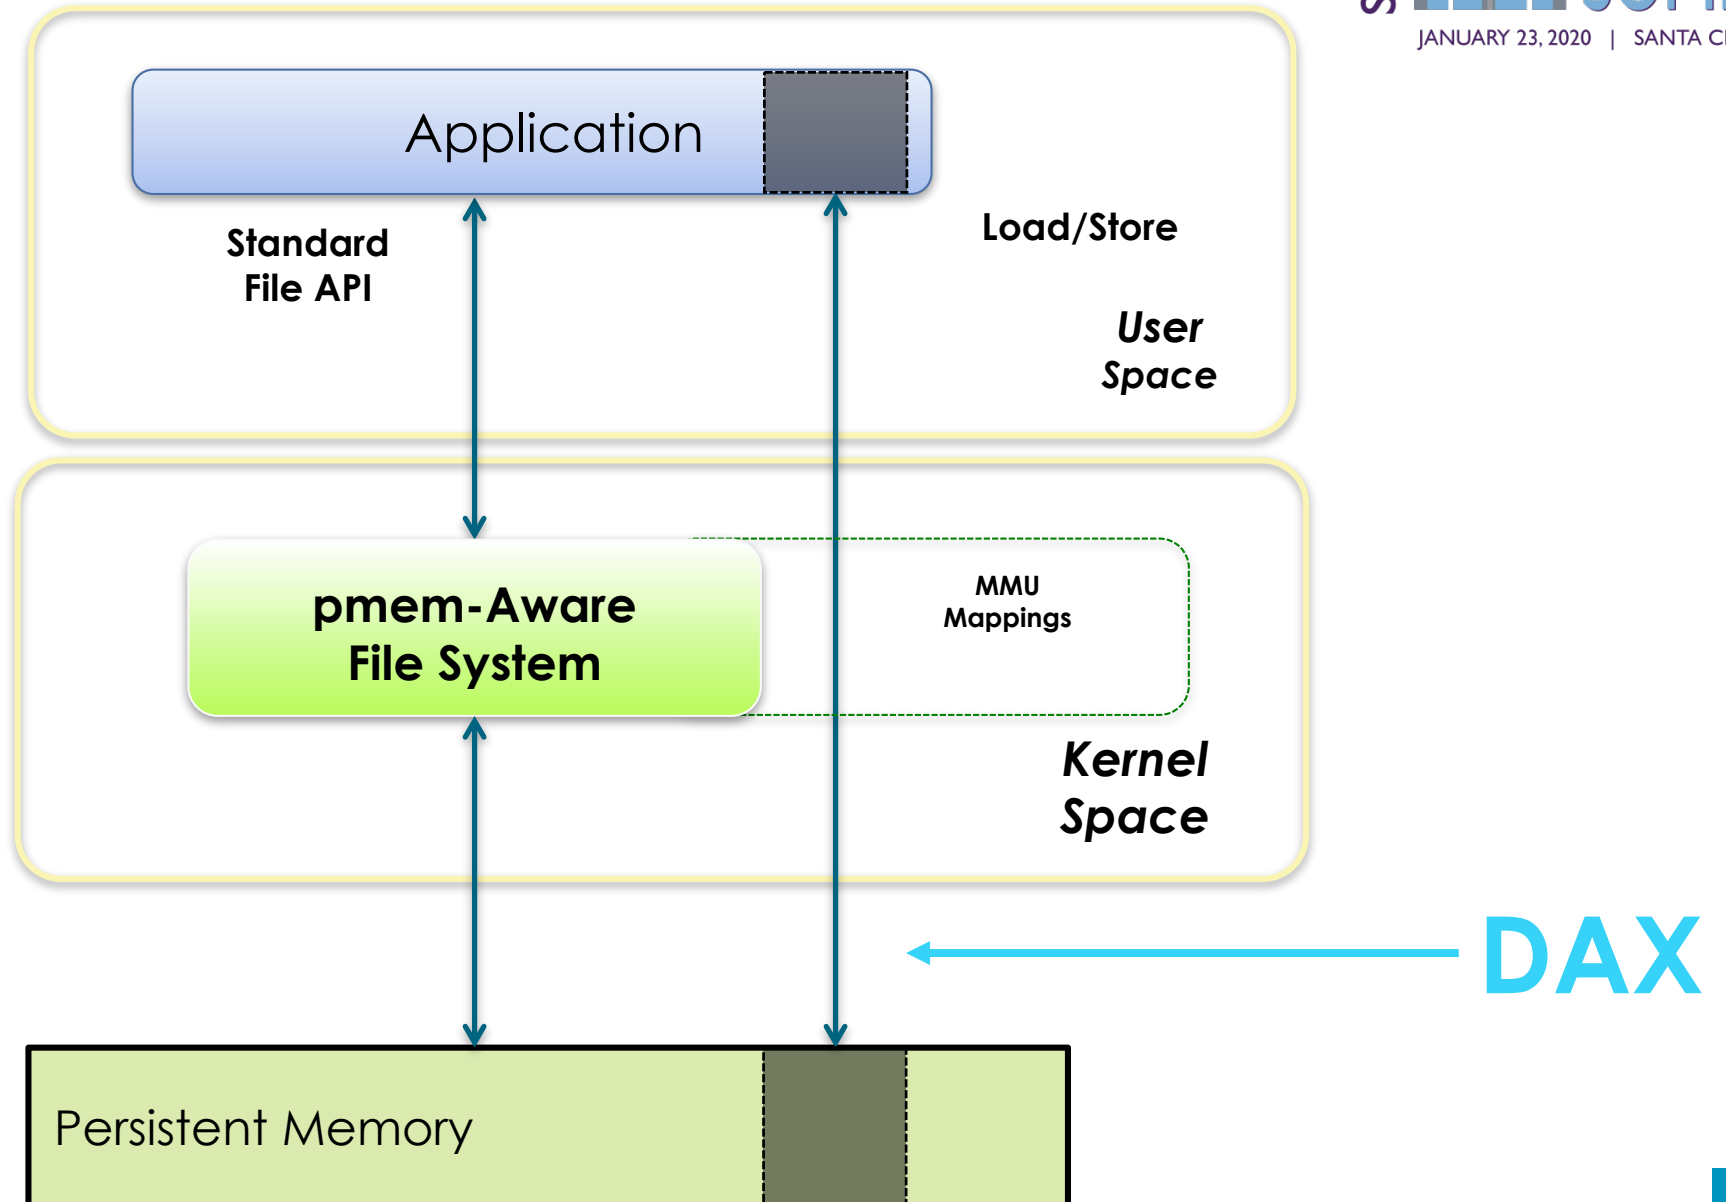 JANUARY 23, 2020 | SANTA
Application
Standard
File API
Load/Store
User
Space
pmem-Aware
File System
MMU
Mappings
Kernel
Space
DAX
Persistent Memory